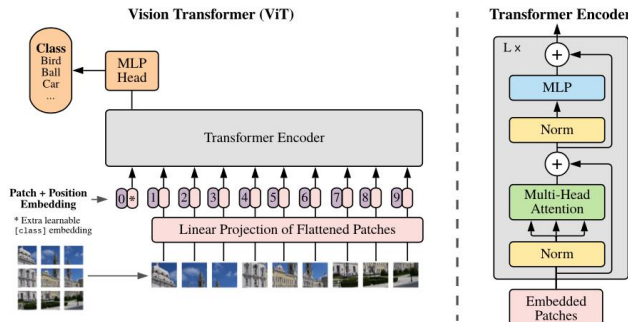 Vision Transformer (ViT)
Class
Bird
Ball
Car
...
MLP
Head
Transformer Encoder
Patch + Position
Embedding
0 * 1 2 3 4 5 6 7 8 9
* Extra learnable
[class] embedding
Linear Projection of Flattened Patches
Transformer Encoder
L x
+
MLP
Norm
+
Multi-Head
Attention
Norm
Embedded
Patches